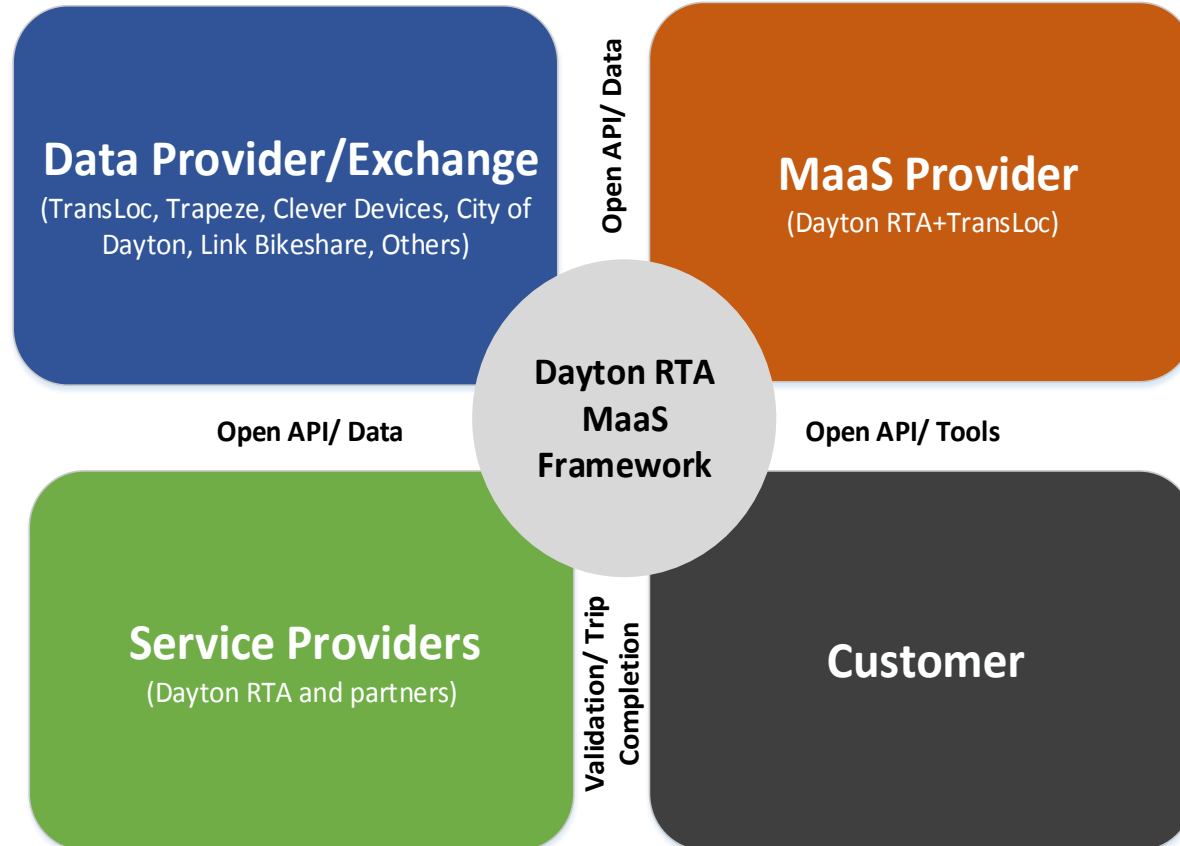 Data Provider/Exchange
(TransLoc, Trapeze, Clever Devices, City of
Dayton, Link Bikeshare, Others)
Open API/ Data
MaaS Provider
(Dayton RTA+TransLoc)
Dayton RTA
MaaS
Framework
Open API/ Data
Open API/ Tools
Service Providers
(Dayton RTA and partners)
Validation/ Trip
Completion
Customer